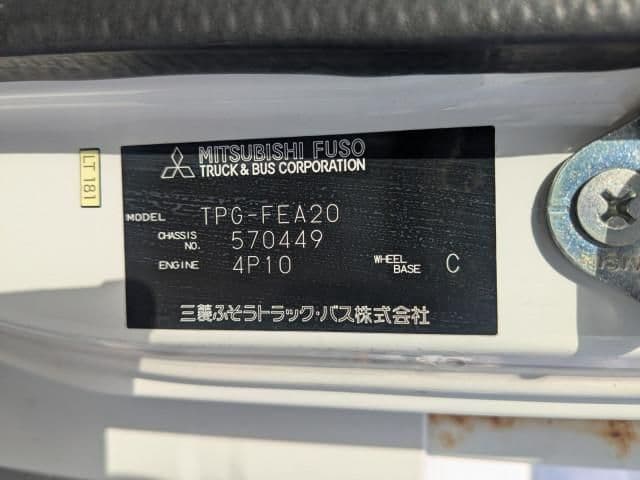 MITSUBISHI FUSO
TRUCK & BUS CORPORATION
LT 181
MODEL TPG-FEA20
CHASSIS NO. 570449
ENGINE 4P10 WHEEL BASE C
三菱ふそうトラック・バス株式会社